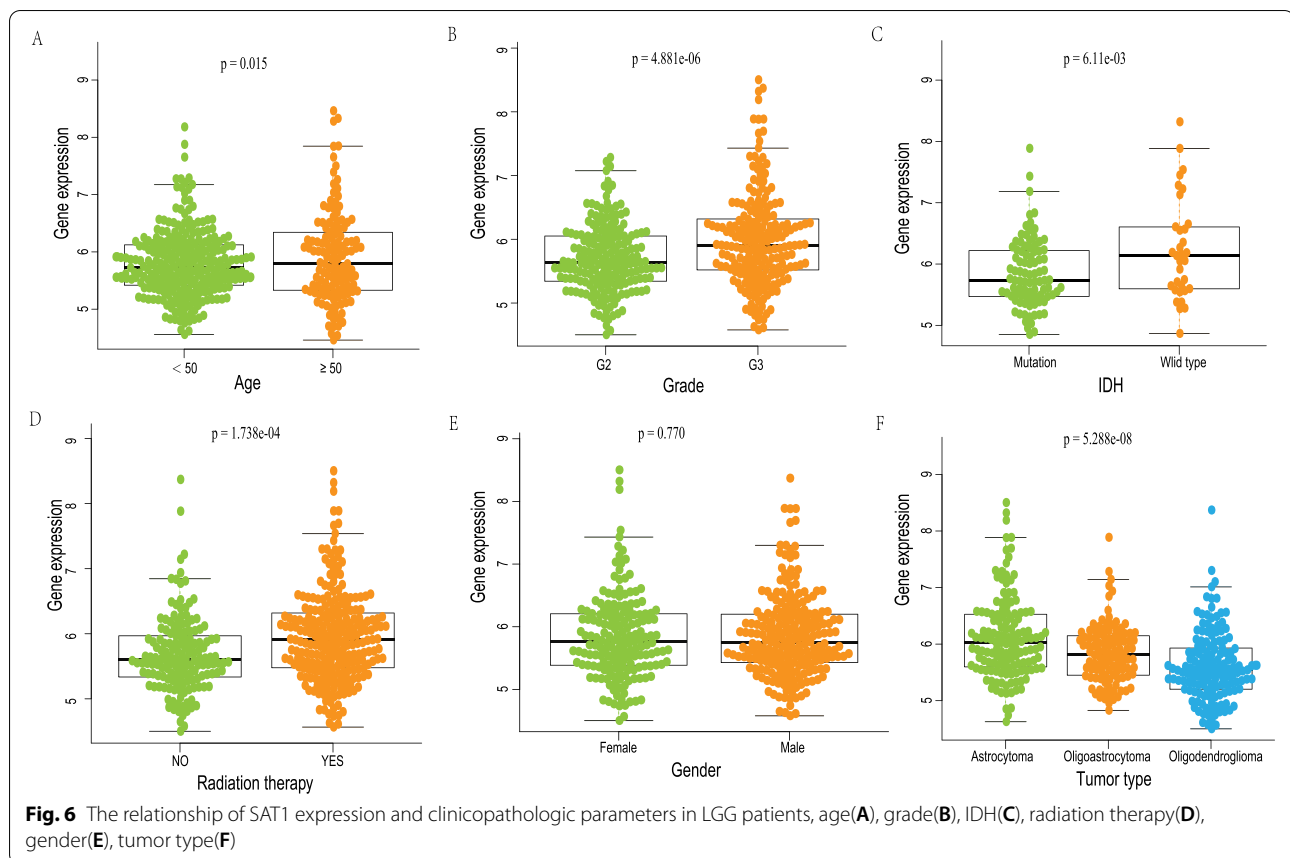 A
p = 0.015
Gene expression
9
8
7
6
5
< 50
≥ 50
Age
B
p = 4.881e-06
Gene expression
9
8
7
6
5
G2
G3
Grade
C
p = 6.11e-03
Gene expression
9
8
7
6
5
Mutation
Wlid type
IDH
D
p = 1.738e-04
Gene expression
9
8
7
6
5
NO
YES
Radiation therapy
E
p = 0.770
Gene expression
9
8
7
6
5
Female
Male
Gender
F
p = 5.288e-08
Gene expression
9
8
7
6
5
Astrocytoma
Oligoastrocytoma
Oligodendroglioma
Tumor type
Fig. 6 The relationship of SAT1 expression and clinicopathologic parameters in LGG patients, age(A), grade(B), IDH(C), radiation therapy(D),
gender(E), tumor type(F)